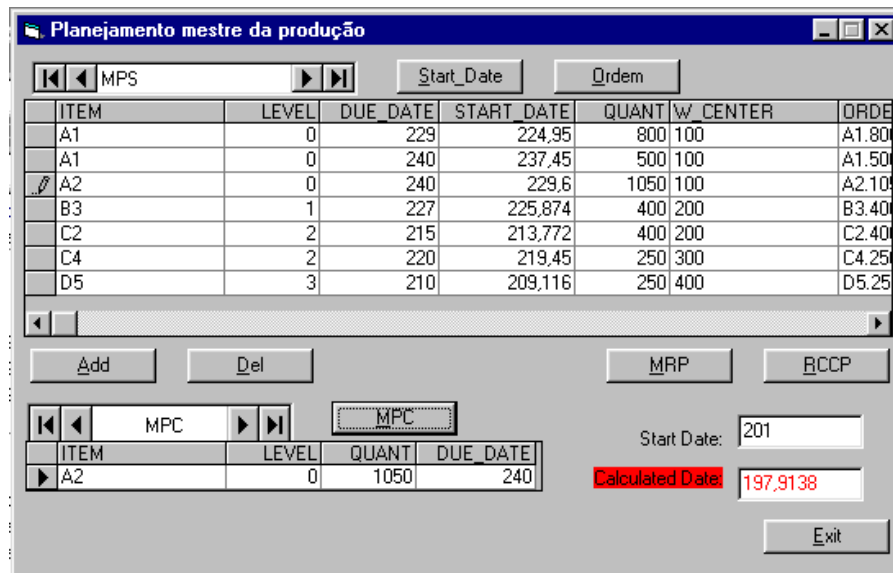 Planejamento mestre da produção
MPS Start_Date Ordem
ITEM LEVEL DUE_DATE START_DATE QUANT W_CENTER ORDE
A1 0 229 224,95 800 100 A1.80
A1 0 240 237,45 500 100 A1.50
A2 0 240 229,6 1050 100 A2.10
B3 1 227 225,874 400 200 B3.40
C2 2 215 213,772 400 200 C2.40
C4 2 220 219,45 250 300 C4.25
D5 3 210 209,116 250 400 D5.25
Add Del MRP RCCP
MPC MPC
Start Date: 201
ITEM LEVEL QUANT DUE_DATE
A2 0 1050 240
Calculated Date: 197,9138
Exit